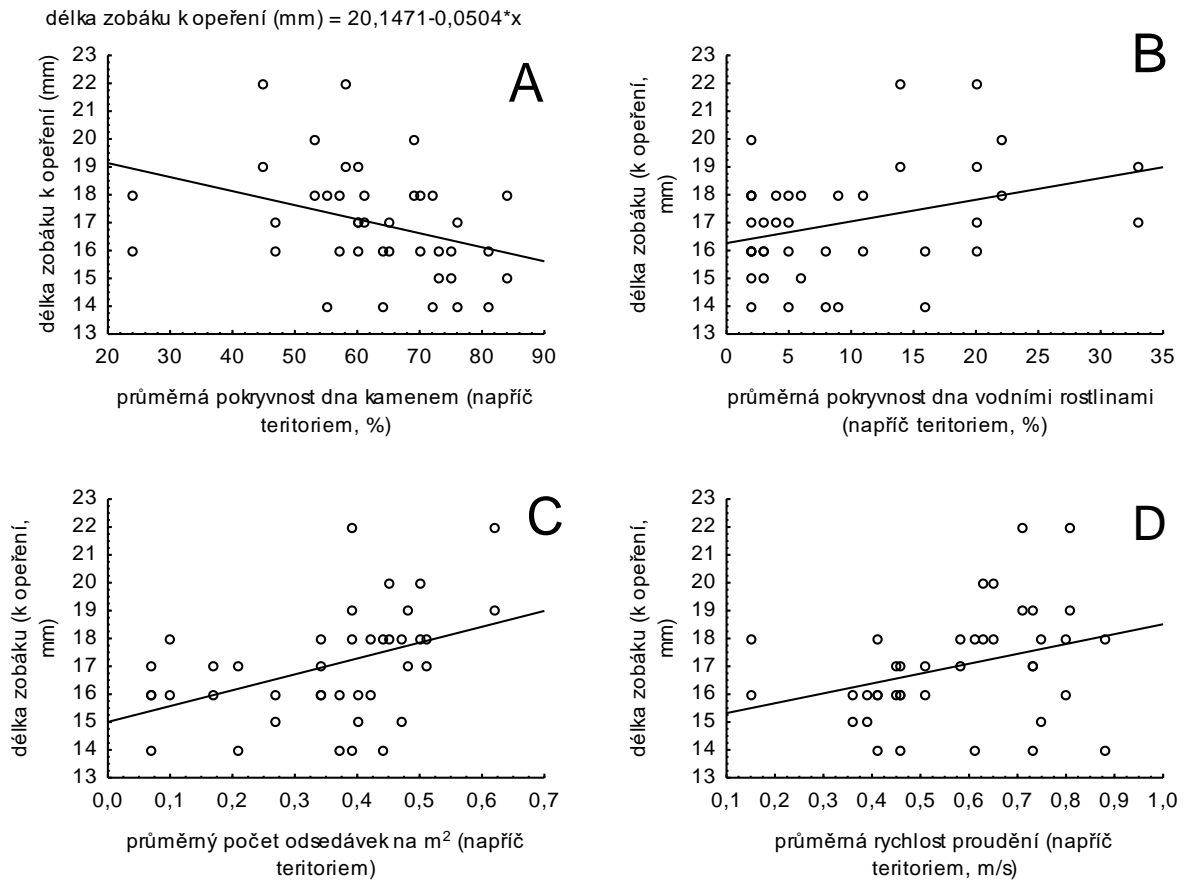 délka zobáku k opeření (mm) = 20,1471-0,0504*x
A
délka zobáku k opeření (mm)
23
22
21
20
19
18
17
16
15
14
13
20 30 40 50 60 70 80 90
průměrná pokryvnost dna kamenem (napříč
teritoriem, %)
B
délka zobáku (k opeření,
mm)
23
22
21
20
19
18
17
16
15
14
13
0 5 10 15 20 25 30 35
průměrná pokryvnost dna vodními rostlinami
(napříč teritoriem, %)
C
délka zobáku (k opeření,
mm)
23
22
21
20
19
18
17
16
15
14
13
0,0 0,1 0,2 0,3 0,4 0,5 0,6 0,7
průměrný počet odsedávek na m² (napříč
teritoriem)
D
délka zobáku (k opeření,
mm)
23
22
21
20
19
18
17
16
15
14
13
0,1 0,2 0,3 0,4 0,5 0,6 0,7 0,8 0,9 1,0
průměrná rychlost proudění (napříč
teritoriem, m/s)